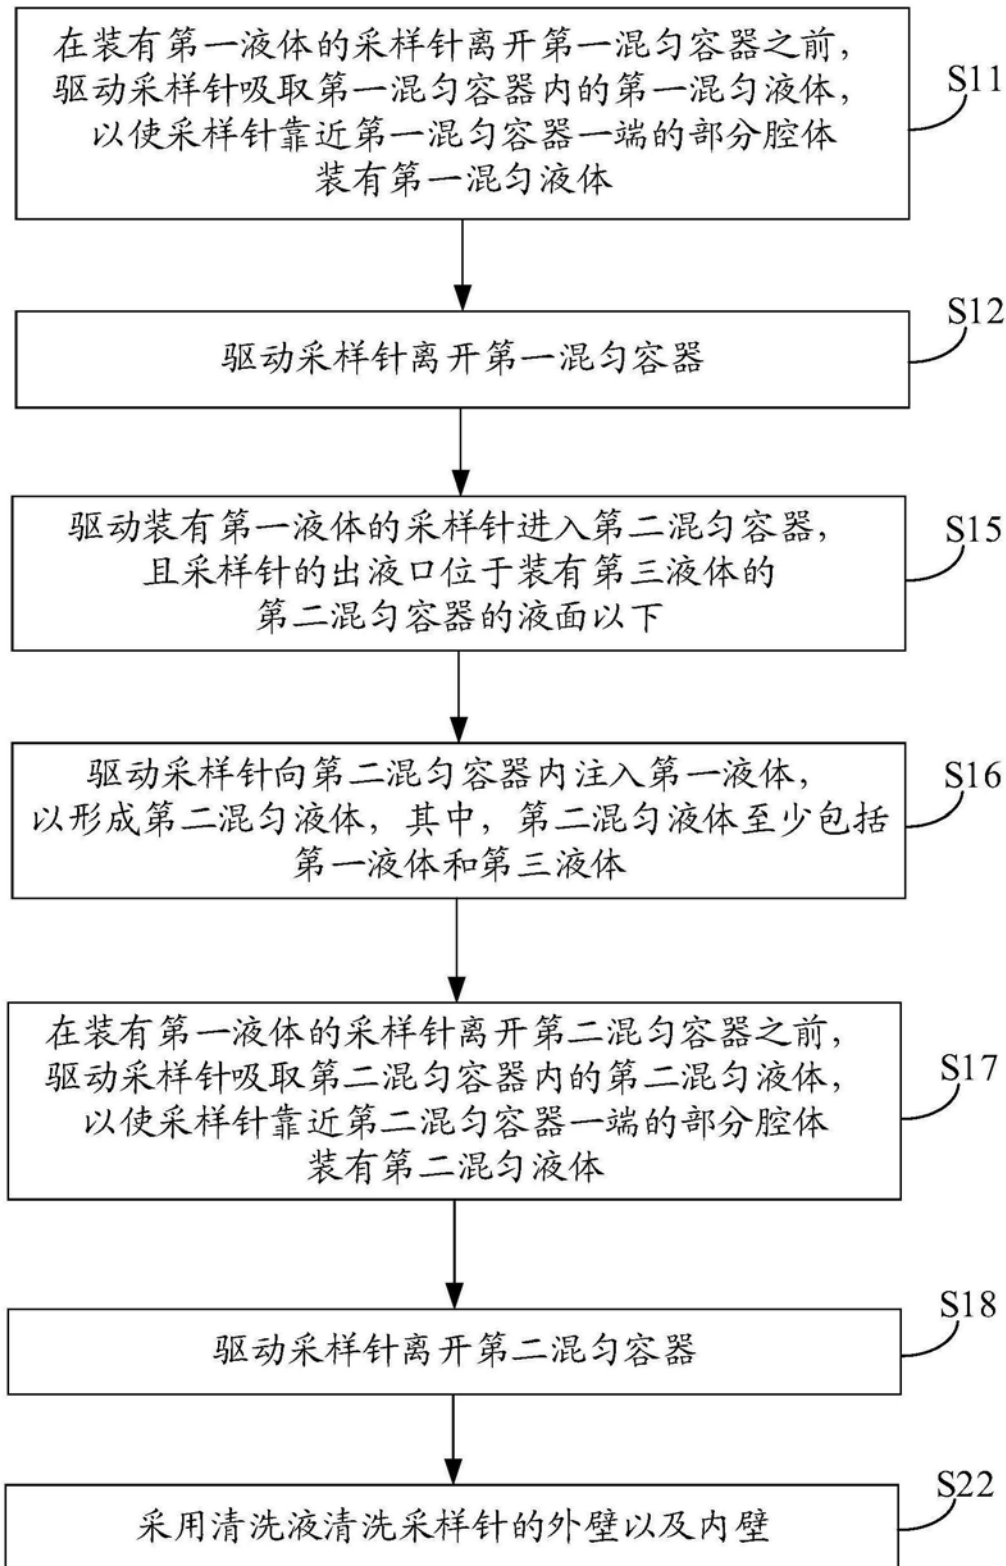 在装有第一液体的采样针离开第一混匀容器之前，
驱动采样针吸取第一混匀容器内的第一混匀液体，
以使采样针靠近第一混匀容器一端的部分腔体
装有第一混匀液体
S11
驱动采样针离开第一混匀容器
S12
驱动装有第一液体的采样针进入第二混匀容器，
且采样针的出液口位于装有第三液体的
第二混匀容器的液面以下
S15
驱动采样针向第二混匀容器内注入第一液体，
以形成第二混匀液体，其中，第二混匀液体至少包括
第一液体和第三液体
S16
在装有第一液体的采样针离开第二混匀容器之前，
驱动采样针吸取第二混匀容器内的第二混匀液体，
以使采样针靠近第二混匀容器一端的部分腔体
装有第二混匀液体
S17
驱动采样针离开第二混匀容器
S18
采用清洗液清洗采样针的外壁以及内壁
S22